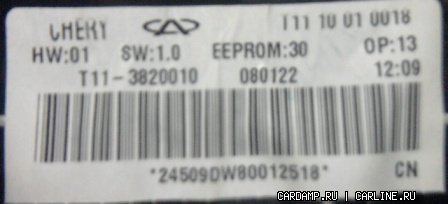 CHERY T11 10 01 0018
HW:01 SW:1.0 EEPROM:30 OP:13
T11-3820010 080122 12:09
*24509DW80012518* CN
CARDAMP.RU | CARLINE.RU